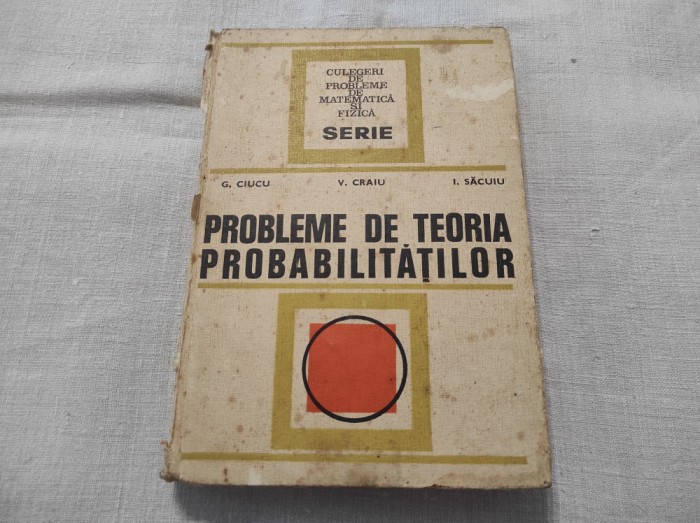 CULEGERI
DE
PROBLEME
DE
MATEMATICĂ
ȘI
FIZICĂ
SERIE
G. CIUCU V. CRAIU I. SĂCUIU
PROBLEME DE TEORIA
PROBABILITĂȚILOR